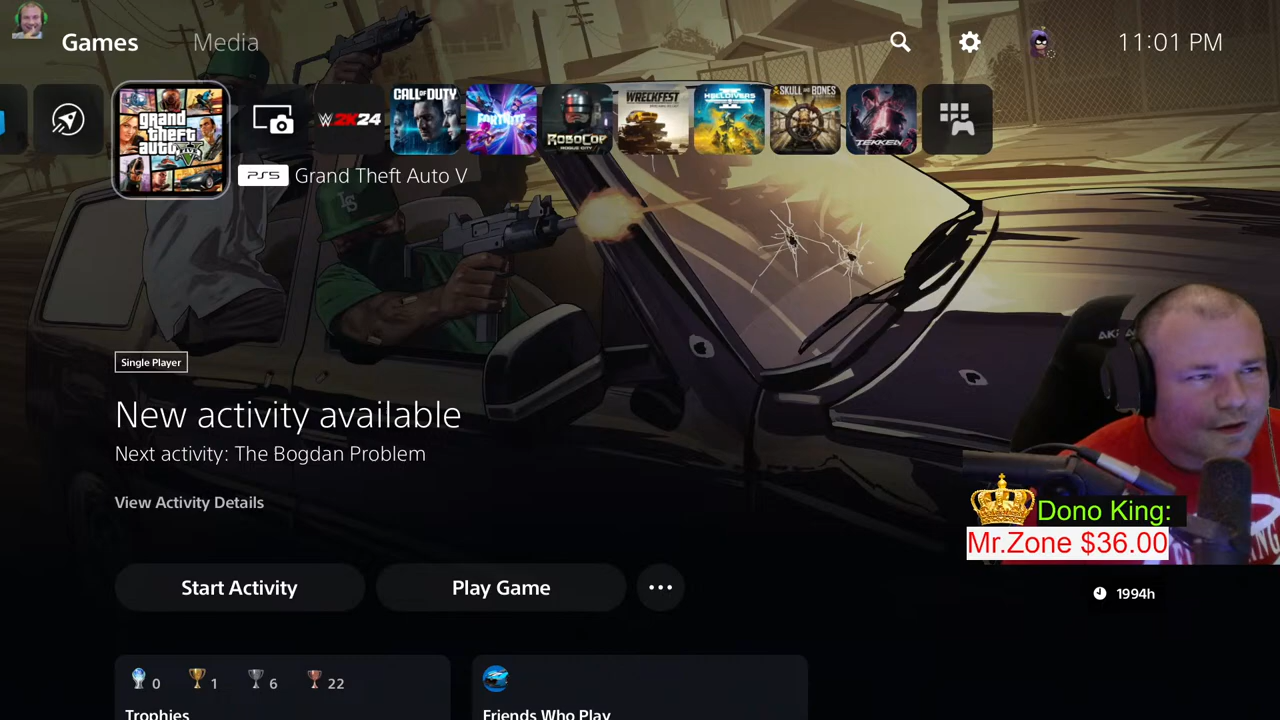 Games
Media
11:01 PM
grand
theft
auto
V
W 2K24
CALL OF DUTY
FORTNITE
ROBOCOP
ROGUE CITY
WRECKFEST
HELLDIVERS
SKULL AND BONES
TEKKEN 8
PS5 Grand Theft Auto V
LS
Single Player
New activity available
Next activity: The Bogdan Problem
View Activity Details
Dono King:
Mr.Zone $36.00
Start Activity
Play Game
1994h
0
1
6
22
Trophies
Friends Who Play